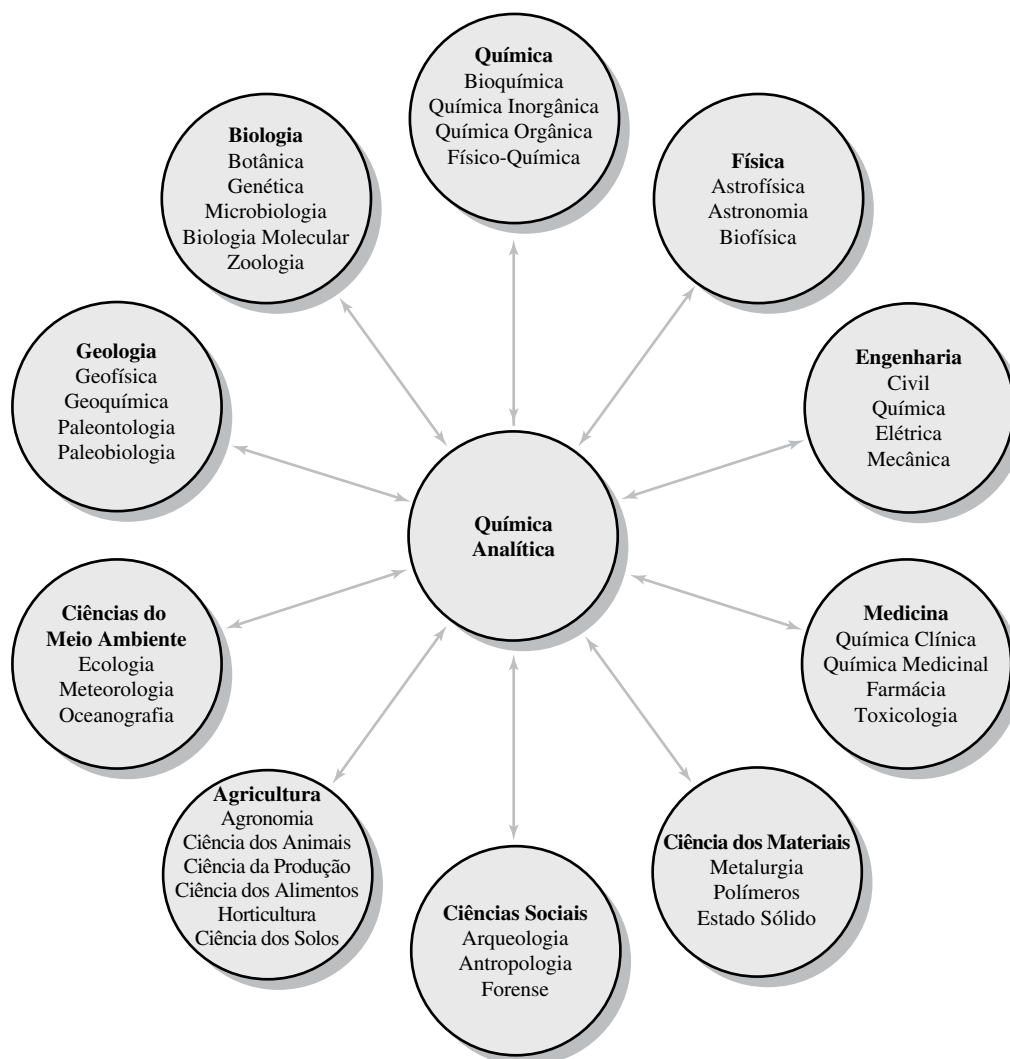 Química
Bioquímica
Química Inorgânica
Química Orgânica
Físico-Química
Biologia
Botânica
Genética
Microbiologia
Biologia Molecular
Zoologia
Física
Astrofísica
Astronomia
Biofísica
Geologia
Geofísica
Geoquímica
Paleontologia
Paleobiologia
Engenharia
Civil
Química
Elétrica
Mecânica
Química
Analítica
Ciências do
Meio Ambiente
Ecologia
Meteorologia
Oceanografia
Medicina
Química Clínica
Química Medicinal
Farmácia
Toxicologia
Agricultura
Agronomia
Ciência dos Animais
Ciência da Produção
Ciência dos Alimentos
Horticultura
Ciência dos Solos
Ciências Sociais
Arqueologia
Antropologia
Forense
Ciência dos Materiais
Metalurgia
Polímeros
Estado Sólido